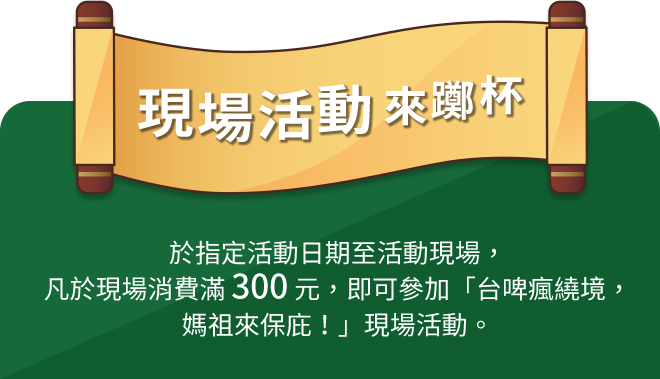 現場活動 來躑杯
於指定活動日期至活動現場，
凡於現場消費滿 300 元，即可參加「台啤瘋繞境，
媽祖來保庇！」現場活動。